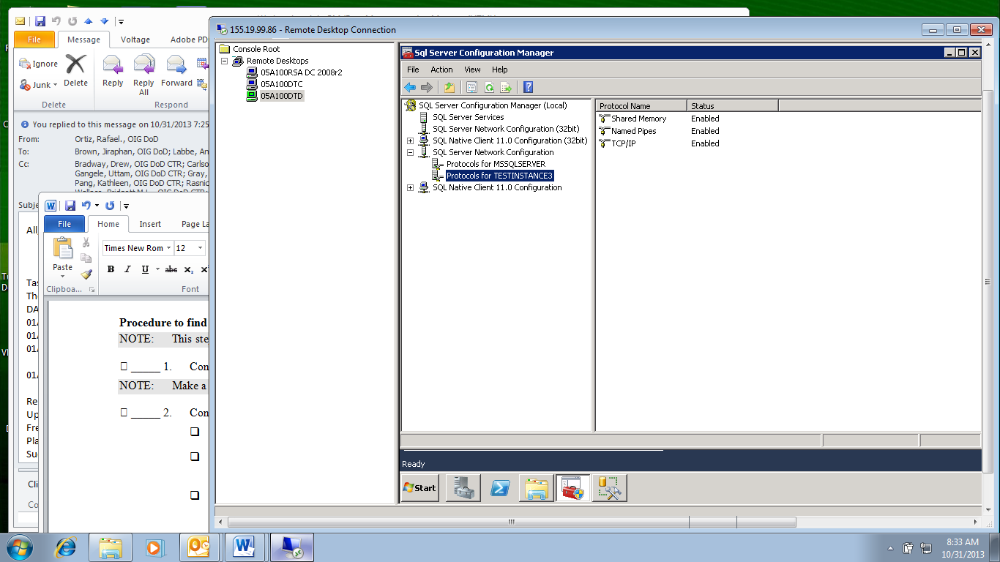 155.19.99.86 - Remote Desktop Connection
File Message Voltage Adobe PD
Ignore
Junk
Delete
Reply
Reply All
Forward
Delete
Respond
You replied to this message on 10/31/2013 7:25
From: Ortiz, Rafael., OIG DoD
To: Brown, Jiraphan, OIG DoD; Labbe, An
Cc: Bradway, Drew, OIG DoD CTR; Carlso
Gangele, Uttam, OIG DoD CTR; Gray,
Pang, Kathleen, OIG DoD CTR; Rasnic
Subje
All
Tas
Th
DA
01
01
01
01
Re
Up
Fre
Pla
Su
Cli
Co
File Home Insert Page La
Paste
Times New Rom 12
B I U abc X₂
Clipboa... Font
Procedure to find
NOTE: This ste
_____ 1. Con
NOTE: Make a
_____ 2. Con
Console Root
Remote Desktops
05A100RSA DC 2008r2
05A100DTC
05A100DTD
Sql Server Configuration Manager
File Action View Help
SQL Server Configuration Manager (Local)
SQL Server Services
SQL Server Network Configuration (32bit)
SQL Native Client 11.0 Configuration (32bit)
SQL Server Network Configuration
Protocols for MSSQLSERVER
Protocols for TESTINSTANCE3
SQL Native Client 11.0 Configuration
Protocol Name Status
Shared Memory Enabled
Named Pipes Enabled
TCP/IP Enabled
Ready
Start
8:33 AM
10/31/2013